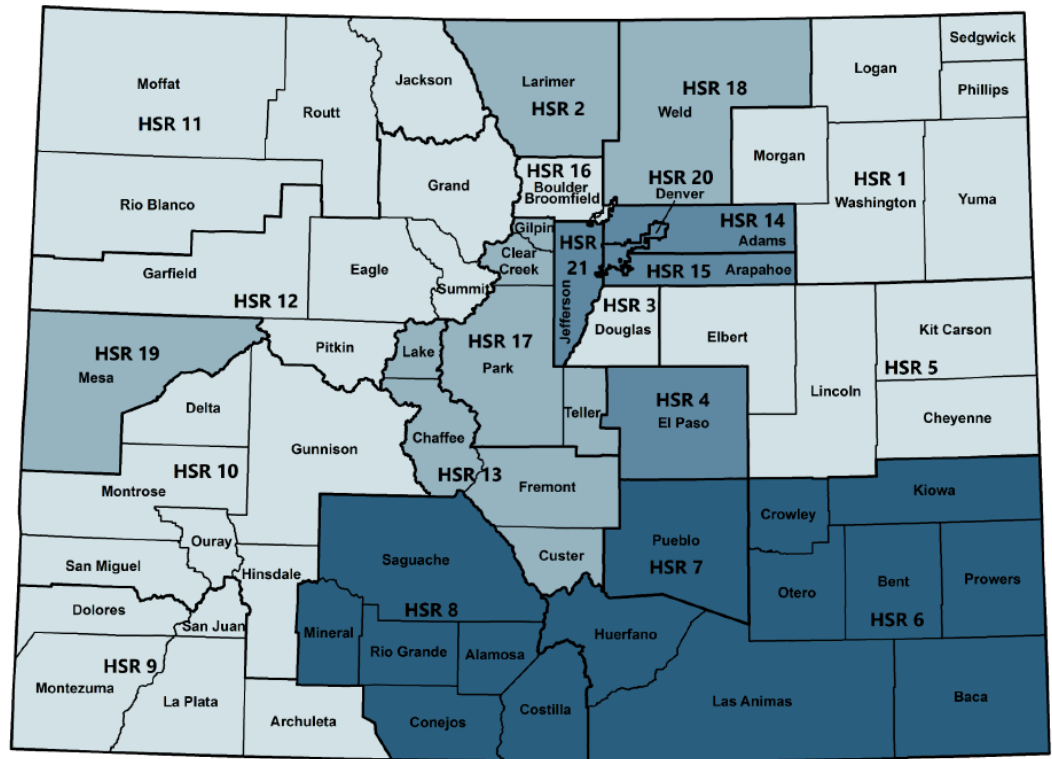 Sedgwick
Jackson
Logan
Moffat
Larimer
HSR 18
Phillips
HSR 2
Weld
Routt
HSR 11
Morgan
HSR 16
HSR 20
HSR 1
Grand
Boulder
Broomfield
Denver
Washington
Yuma
Rio Blanco
Gilpin
HSR 14
Adams
HSR
21
Clear
Creek
Garfield
Eagle
HSR 15
Arapahoe
Summit
HSR 12
HSR 3
Douglas
Jefferson
Kit Carson
HSR 19
Mesa
Pitkin
Lake
HSR 17
Park
Elbert
HSR 5
Lincoln
Delta
HSR 4
El Paso
Teller
Cheyenne
Gunnison
Chaffee
HSR 10
HSR 13
Montrose
Fremont
Kiowa
Crowley
Ouray
Saguache
Custer
Pueblo
HSR 7
San Miguel
Hinsdale
Otero
Bent
Prowers
Dolores
HSR 8
HSR 6
San Juan
Mineral
Huerfano
Rio Grande
Alamosa
HSR 9
Montezuma
La Plata
Las Animas
Baca
Archuleta
Conejos
Costilla